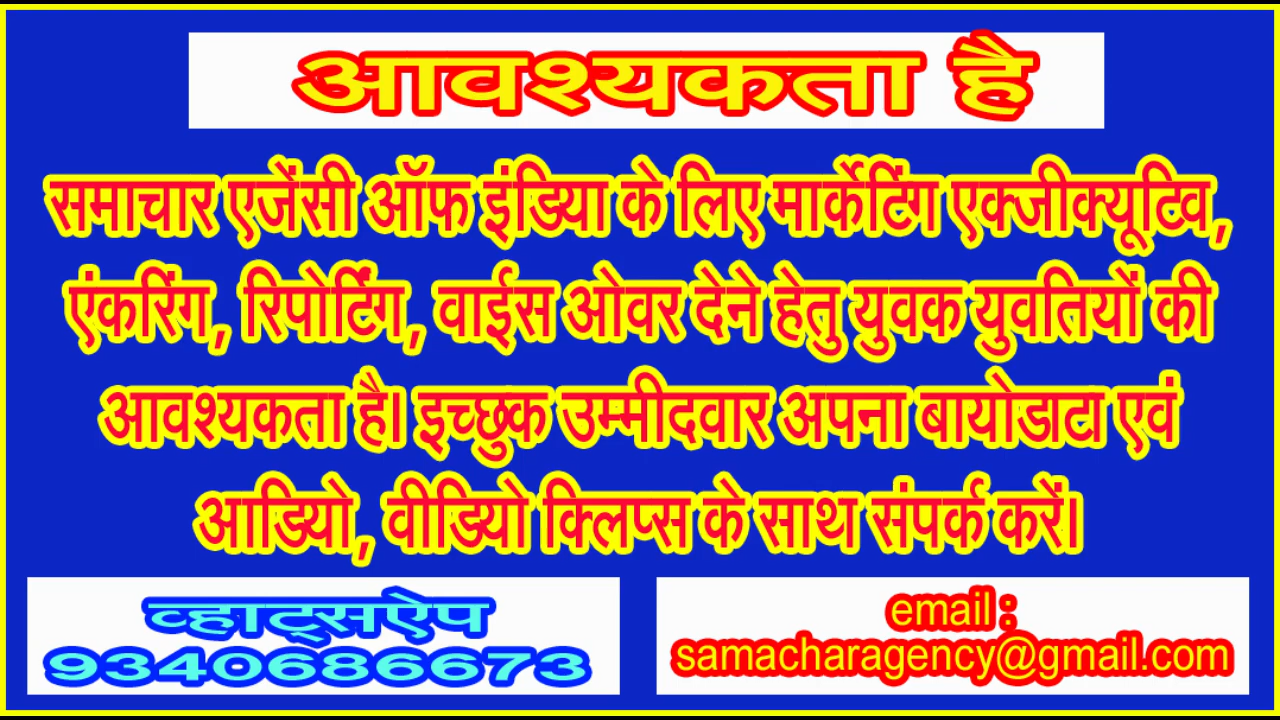 आवश्यकता है
समाचार एजेंसी ऑफ इंडिया के लिए मार्केटिंग एक्जीक्यूटिव,
एंकरिंग, रिपोर्टिंग, वाईस ओवर देने हेतु युवक युवतियों की
आवश्यकता है। इच्छुक उम्मीदवार अपना बायोडाटा एवं
आडियो, वीडियो क्लिप्स के साथ संपर्क करें।
व्हाट्सऐप
9340686673
email :
samacharagency@gmail.com